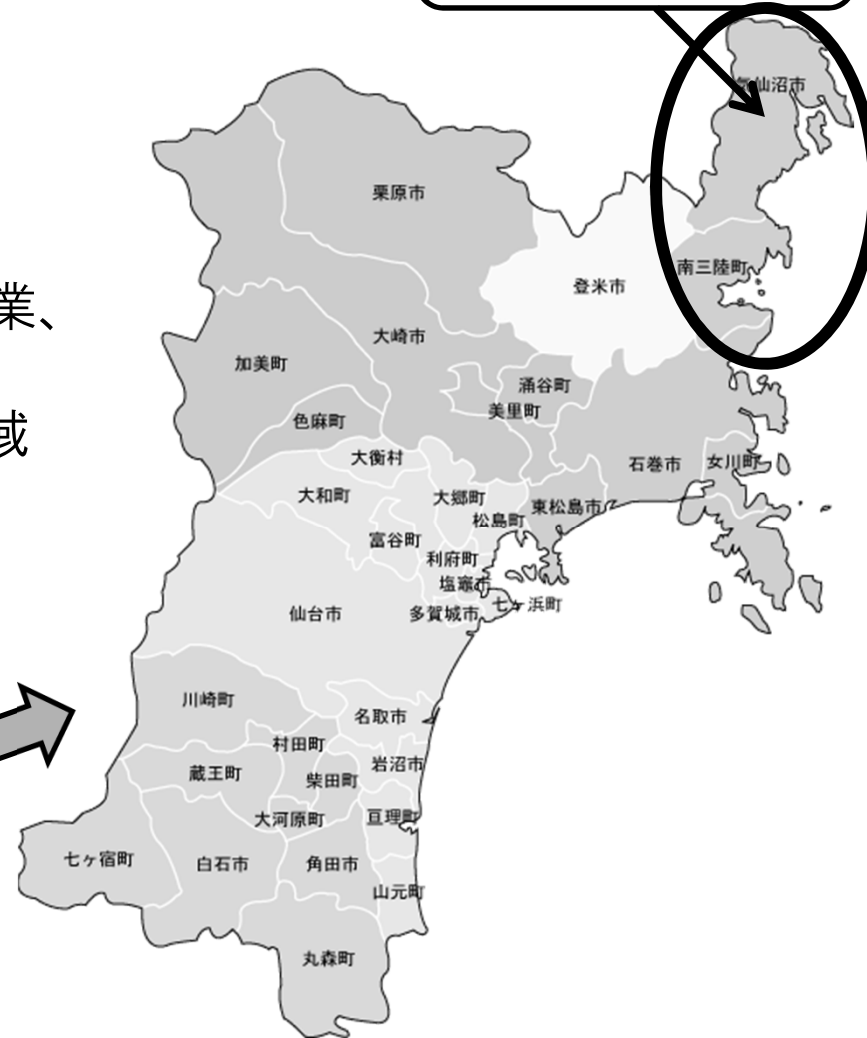 気仙沼市
栗原市
南三陸町
登米市
業、
大崎市
加美町
涌谷町
美里町
色麻町
域
大衡村
石巻市
女川町
大和町
大郷町
東松島市
松島町
富谷町
利府町
塩竈市
七ヶ浜町
仙台市
多賀城市
川崎町
名取市
村田町
岩沼市
蔵王町
柴田町
大河原町
亘理町
七ヶ宿町
白石市
角田市
山元町
丸森町